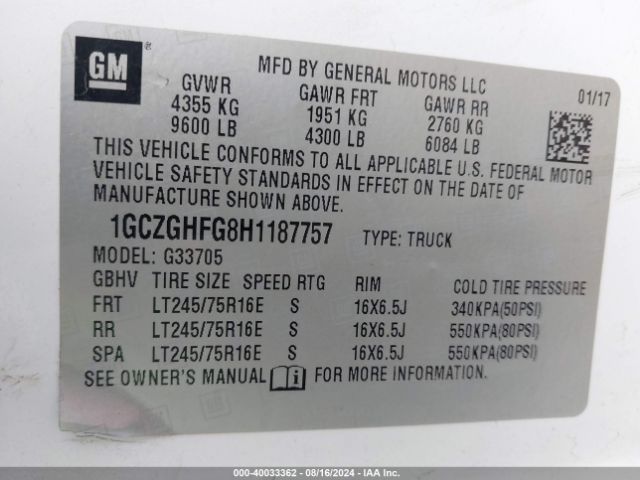 GM ®
MFD BY GENERAL MOTORS LLC
01/17
GVWR GAWR FRT GAWR RR
4355 KG 1951 KG 2760 KG
9600 LB 4300 LB 6084 LB
THIS VEHICLE CONFORMS TO ALL APPLICABLE U.S. FEDERAL MOTOR
VEHICLE SAFETY STANDARDS IN EFFECT ON THE DATE OF
MANUFACTURE SHOWN ABOVE.
1GCZGHFG8H1187757 TYPE: TRUCK
MODEL: G33705
GBHV TIRE SIZE SPEED RTG RIM COLD TIRE PRESSURE
FRT LT245/75R16E S 16X6.5J 340KPA(50PSI)
RR LT245/75R16E S 16X6.5J 550KPA(80PSI)
SPA LT245/75R16E S 16X6.5J 550KPA(80PSI)
SEE OWNER'S MANUAL FOR MORE INFORMATION.
000-40033362 - 08/16/2024 - IAA Inc.